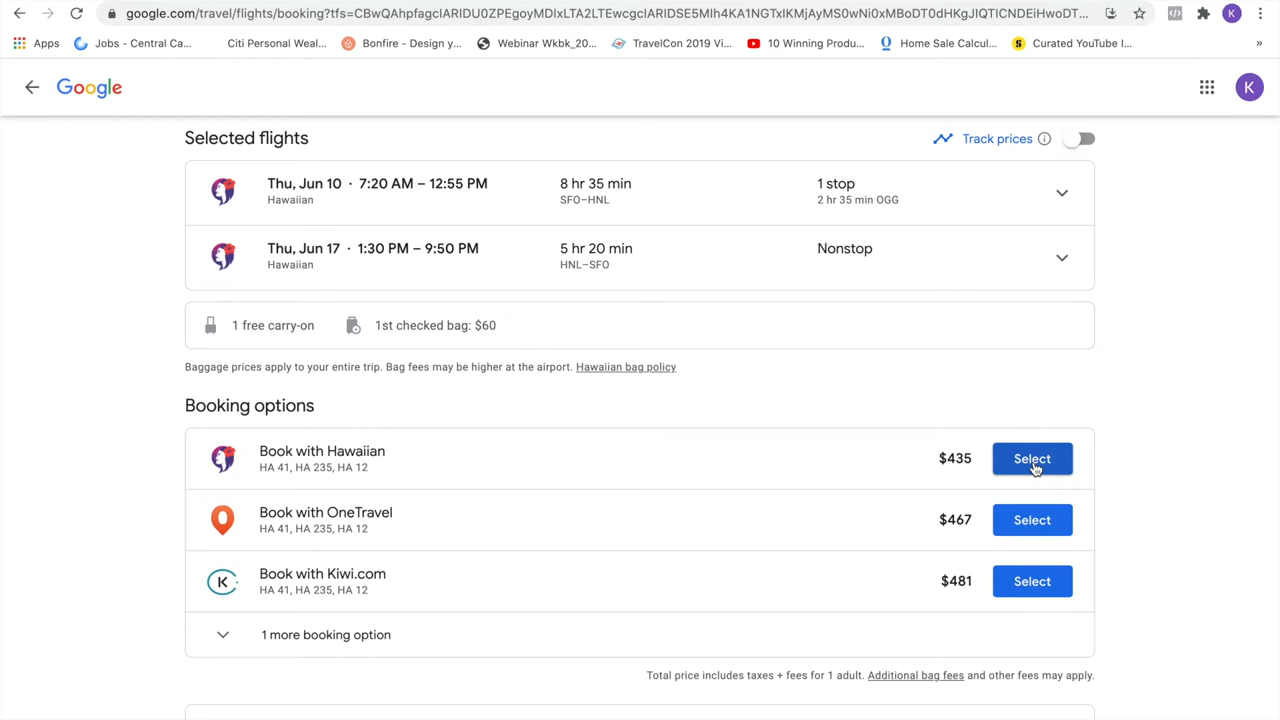 google.com/travel/flights/booking?tfs=CBwQAhpfagcIARIDU0ZPEgoyMDIxLTA2LTEwcgcIARIDSE5MIh4KA1NGTxIKMjAyMS0wNi0xMBoDT0dHKgJIQTICNDEiHwoDT...
K
Apps
Jobs - Central Ca...
Citi Personal Weal...
Bonfire - Design y...
Webinar Wkbk_20...
TravelCon 2019 Vi...
10 Winning Produ...
Home Sale Calcul...
Curated YouTube I...
»
Google
K
Selected flights
Track prices
Thu, Jun 10 · 7:20 AM – 12:55 PM
8 hr 35 min
1 stop
Hawaiian
SFO–HNL
2 hr 35 min OGG
Thu, Jun 17 · 1:30 PM – 9:50 PM
5 hr 20 min
Nonstop
Hawaiian
HNL–SFO
1 free carry-on
1st checked bag: $60
Baggage prices apply to your entire trip. Bag fees may be higher at the airport. Hawaiian bag policy
Booking options
Book with Hawaiian
HA 41, HA 235, HA 12
$435
Select
Book with OneTravel
HA 41, HA 235, HA 12
$467
Select
K
Book with Kiwi.com
HA 41, HA 235, HA 12
$481
Select
1 more booking option
Total price includes taxes + fees for 1 adult. Additional bag fees and other fees may apply.